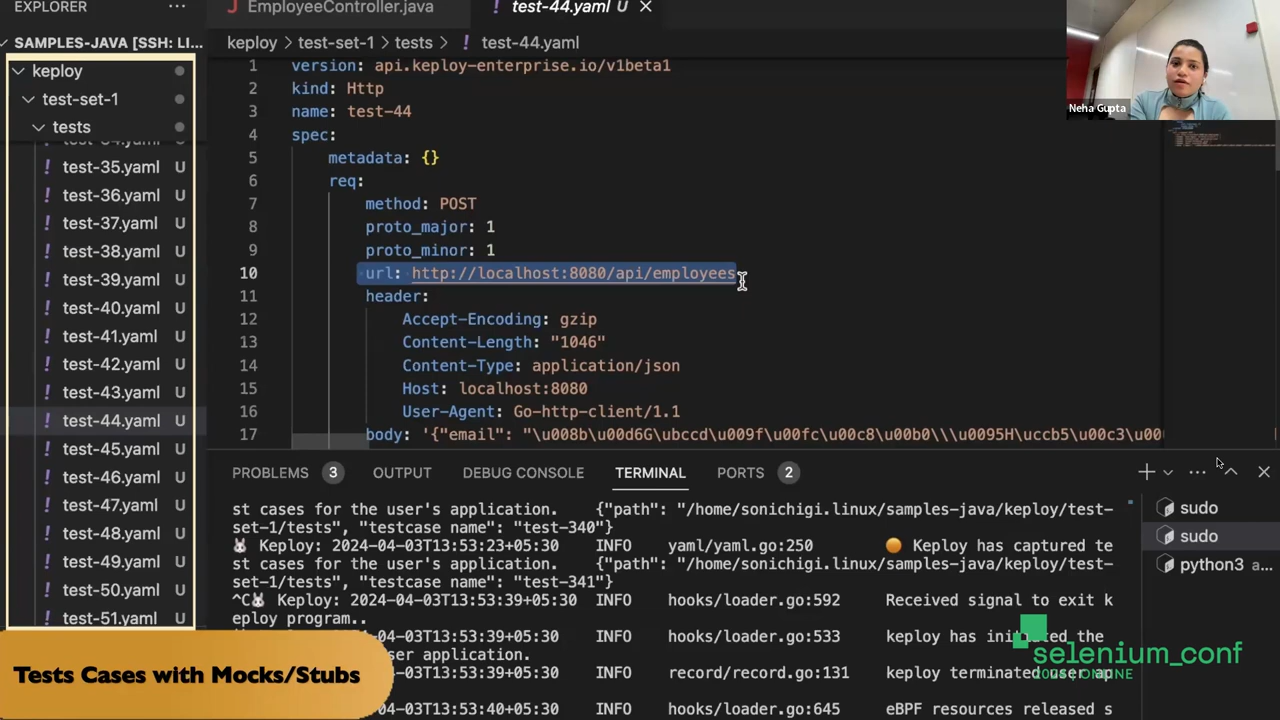 EXPLORER
...
EmployeeController.java
! test-44.yaml U
SAMPLES-JAVA [SSH: LI...
keploy > test-set-1 > tests > ! test-44.yaml
keploy
test-set-1
tests
! test-35.yaml U
! test-36.yaml U
! test-37.yaml U
! test-38.yaml U
! test-39.yaml U
! test-40.yaml U
! test-41.yaml U
! test-42.yaml U
! test-43.yaml U
! test-44.yaml U
! test-45.yaml U
! test-46.yaml U
! test-47.yaml U
! test-48.yaml U
! test-49.yaml U
! test-50.yaml U
! test-51.yaml U
1 version: api.keploy-enterprise.io/v1beta1
2 kind: Http
3 name: test-44
4 spec:
5 metadata: {}
6 req:
7 method: POST
8 proto_major: 1
9 proto_minor: 1
10 url: http://localhost:8080/api/employees
11 header:
12 Accept-Encoding: gzip
13 Content-Length: "1046"
14 Content-Type: application/json
15 Host: localhost:8080
16 User-Agent: Go-http-client/1.1
17 body: '{"email": "\u008b\u00d6G\ubccd\u009f\u00fc\u00c8\u00b0\\\u0095H\uccb5\u00c3\u00
Neha Gupta
PROBLEMS 3 OUTPUT DEBUG CONSOLE TERMINAL PORTS 2
st cases for the user's application. {"path": "/home/sonichigi.linux/samples-java/keploy/test-
set-1/tests", "testcase name": "test-340"}
Keploy: 2024-04-03T13:53:23+05:30 INFO yaml/yaml.go:250 Keploy has captured te
st cases for the user's application. {"path": "/home/sonichigi.linux/samples-java/keploy/test-
set-1/tests", "testcase name": "test-341"}
^C Keploy: 2024-04-03T13:53:39+05:30 INFO hooks/loader.go:592 Received signal to exit k
eploy program..
13:53:39+05:30 INFO hooks/loader.go:533 keploy has the
user application.
13:53:39+05:30 INFO record/record.go:131 keploy terminated user ap
13:53:40+05:30 INFO hooks/loader.go:645 eBPF resources released s
sudo
sudo
python3 a...
Tests Cases with Mocks/Stubs
selenium_conf
ONLINE